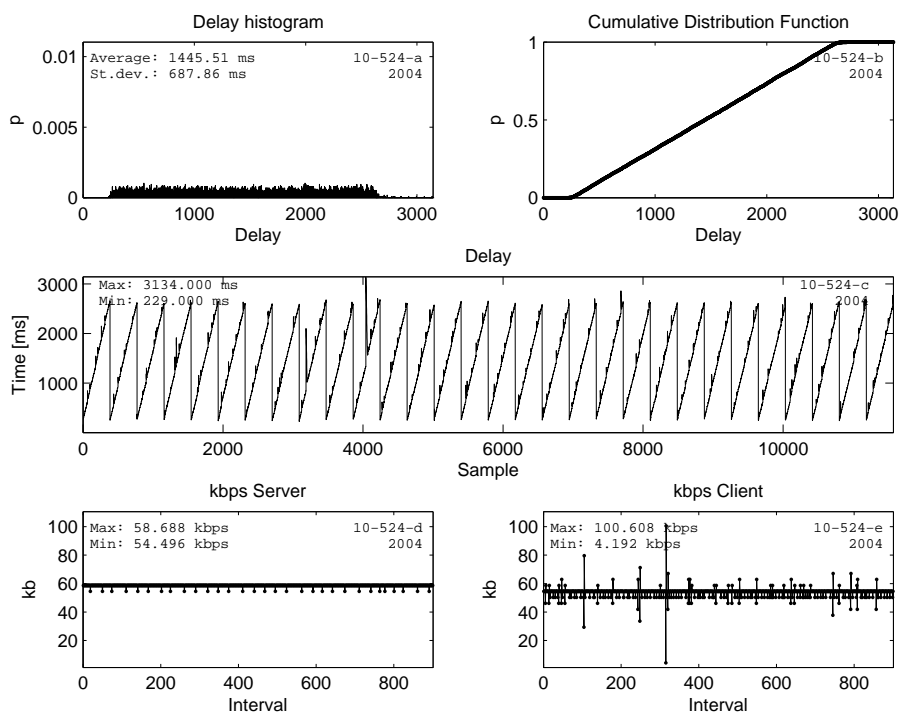 Delay histogram
0.01
0.005
0
p
Average: 1445.51 ms
St.dev.: 687.86 ms
10-524-a
2004
0
1000
2000
3000
Delay
Cumulative Distribution Function
1
0.5
0
p
10-524-b
2004
0
1000
2000
3000
Delay
Delay
3000
2000
1000
Time [ms]
Max: 3134.000 ms
Min: 229.000 ms
10-524-c
2004
0
2000
4000
6000
8000
10000
Sample
kbps Server
100
80
60
40
20
kb
Max: 58.688 kbps
Min: 54.496 kbps
10-524-d
2004
0
200
400
600
800
Interval
kbps Client
100
80
60
40
20
kb
Max: 100.608 kbps
Min: 4.192 kbps
10-524-e
2004
0
200
400
600
800
Interval